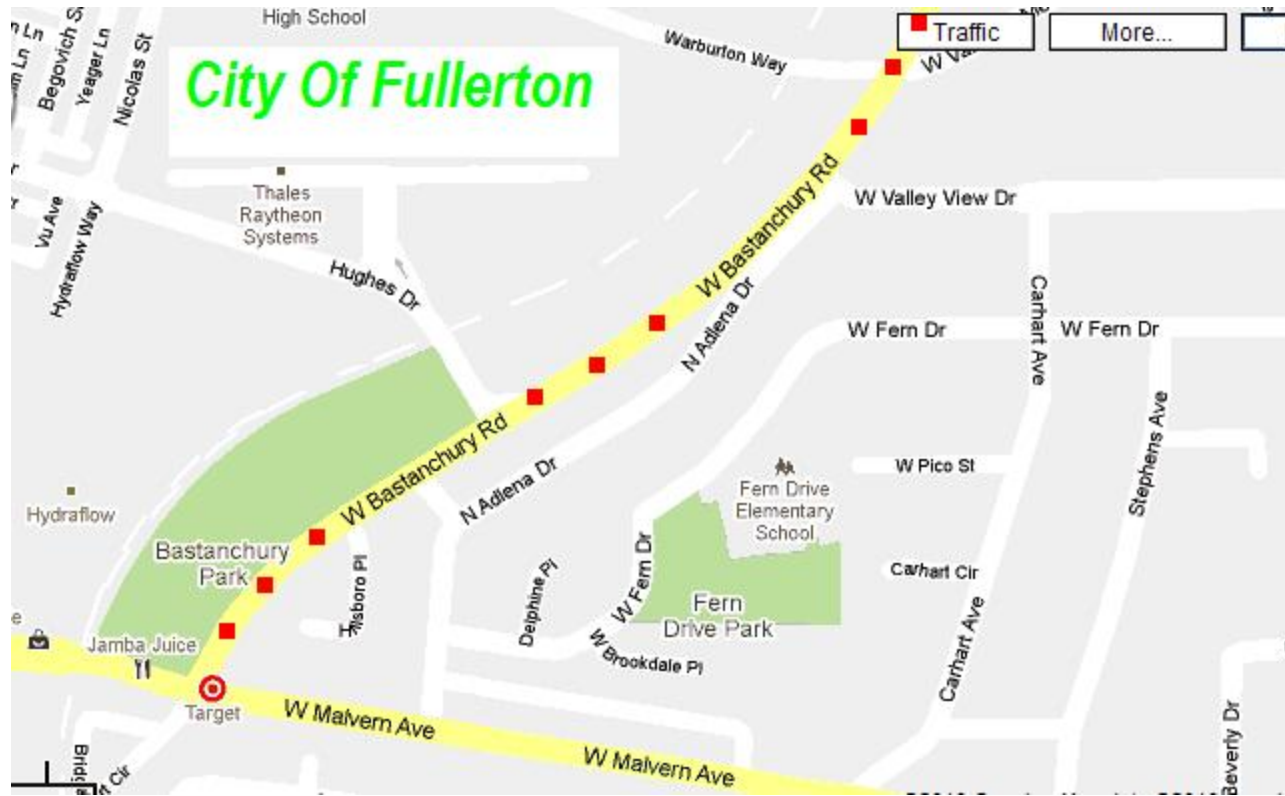 High School
City Of Fullerton
Traffic
More...
Warburton Way
Begovich S
Yeager Ln
Nicolas St
Thales
Raytheon
Systems
Vu Ave
Hydraflow Way
Hughes Dr
W Bastanchury Rd
W Valley View Dr
N Adlena Dr
W Fern Dr
W Fern Dr
Carhart Ave
Stephens Ave
W Bastanchury Rd
N Adlena Dr
W Pico St
Fern Drive
Elementary
School
Hydraflow
Bastanchury
Park
Delphine Pl
W Fern Dr
Carhart Cir
Fern
Drive Park
Jamba Juice
W Brookdale Pl
Carhart Ave
Target
W Malvern Ave
W Malvern Ave
Beverly Dr